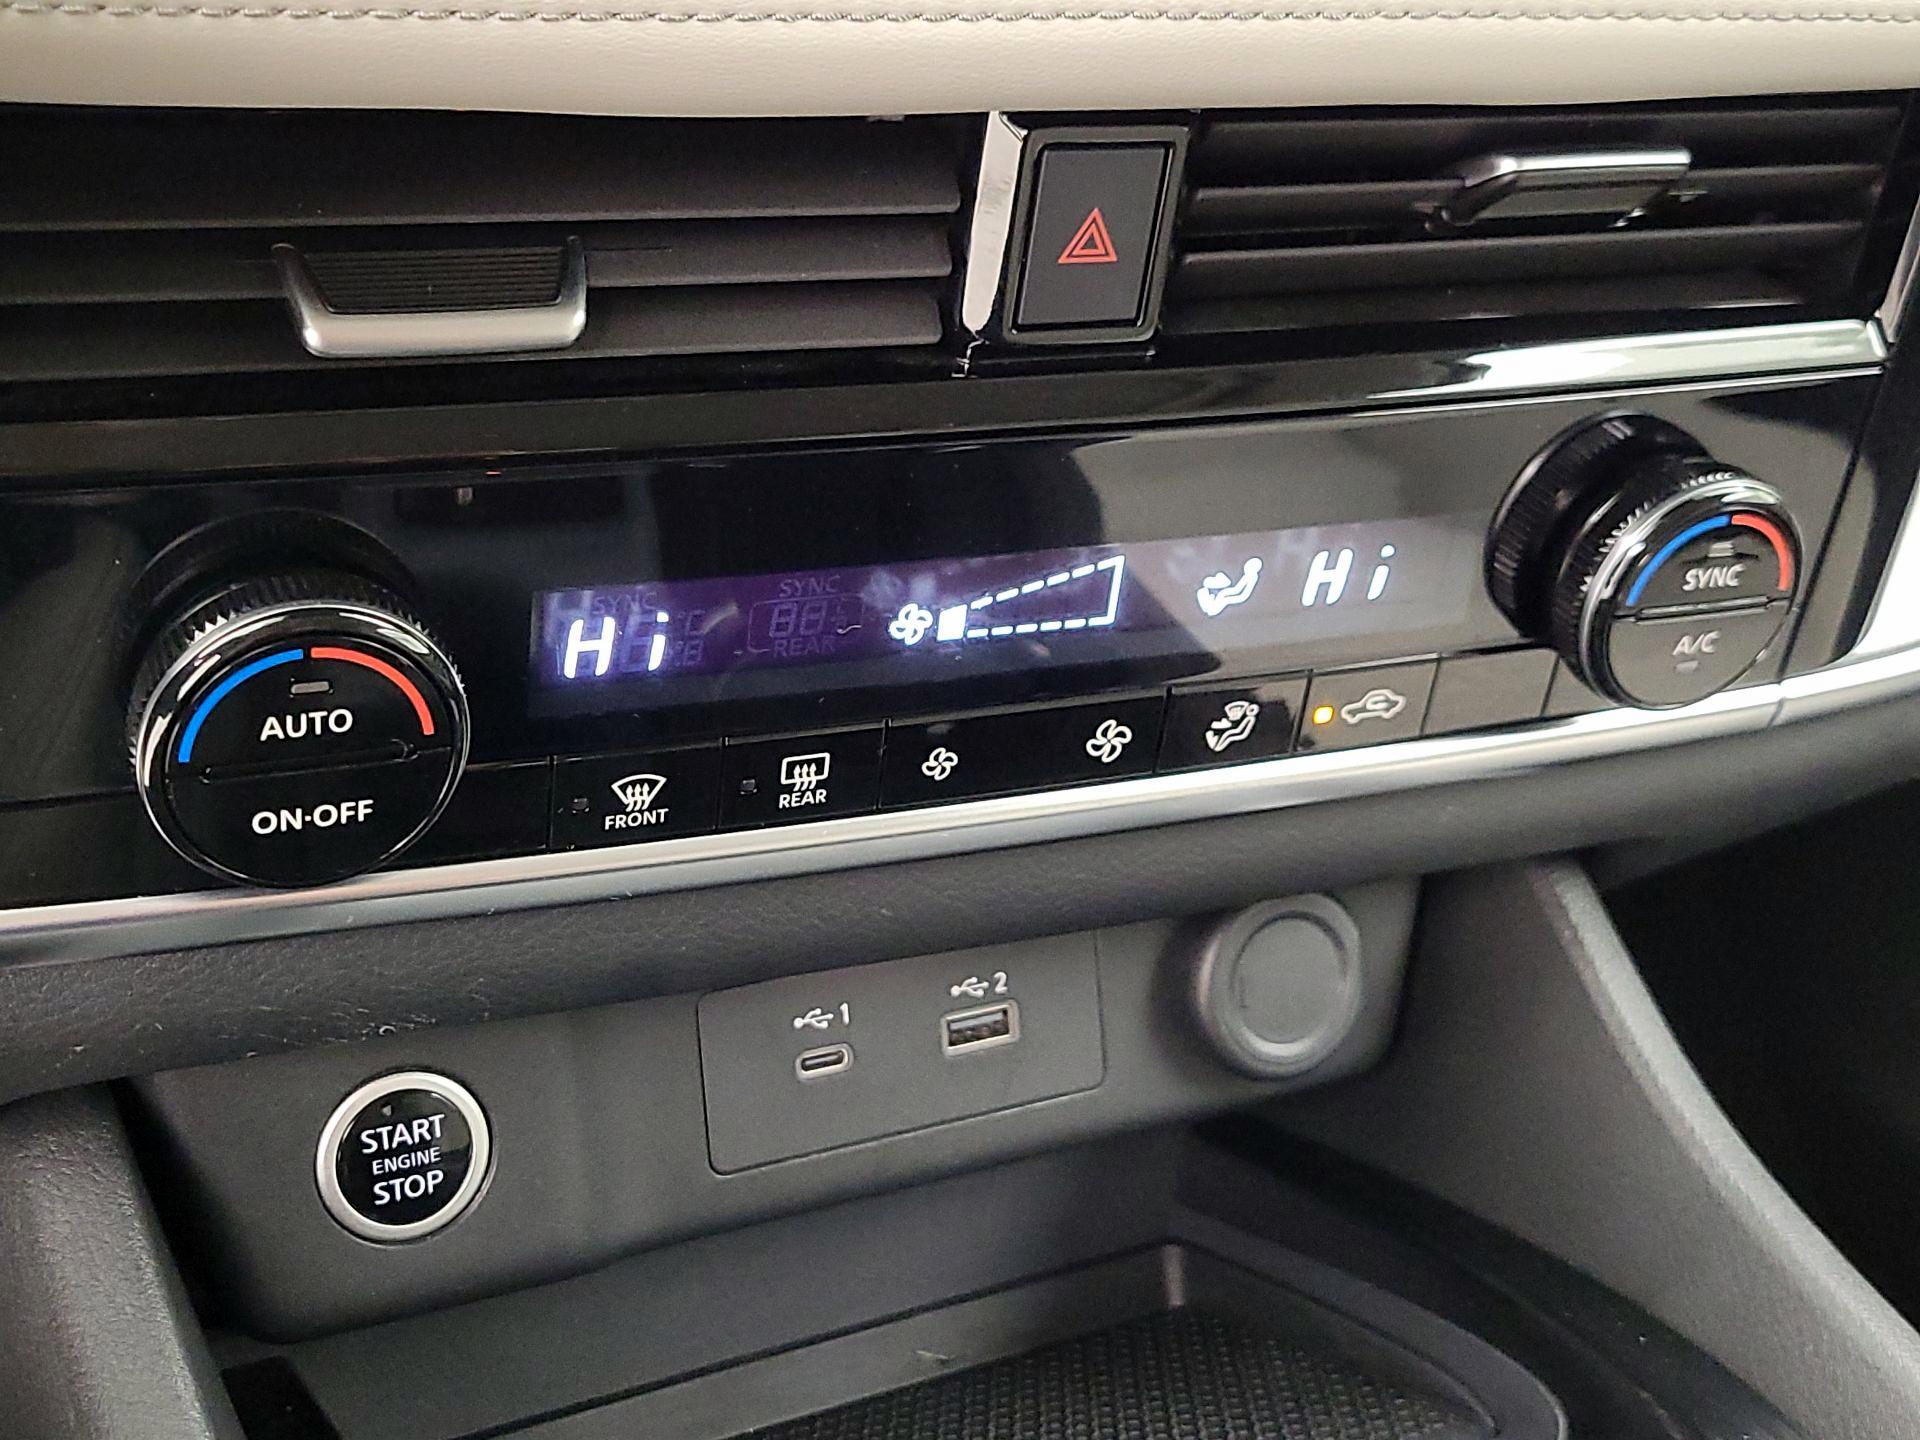 SYNC
SYNC
Hi
REAR
Hi
SYNC
A/C
AUTO
ON·OFF
FRONT
REAR
1
2
START
ENGINE
STOP